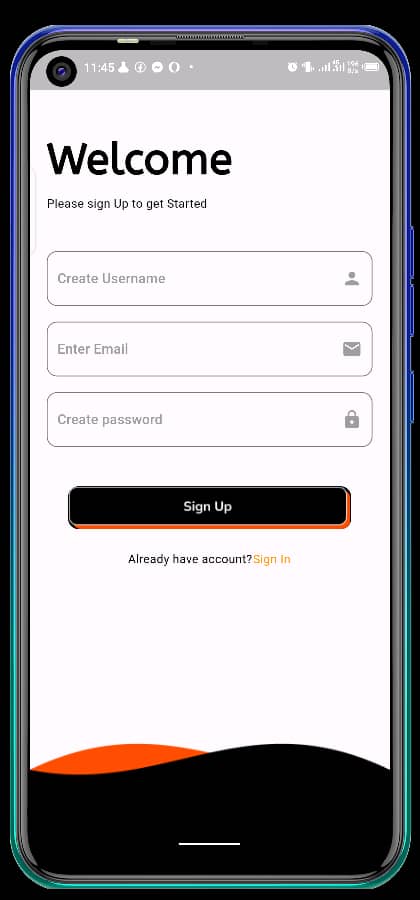 11:45
Welcome
Please sign Up to get Started
Create Username
Enter Email
Create password
Sign Up
Already have account?Sign In